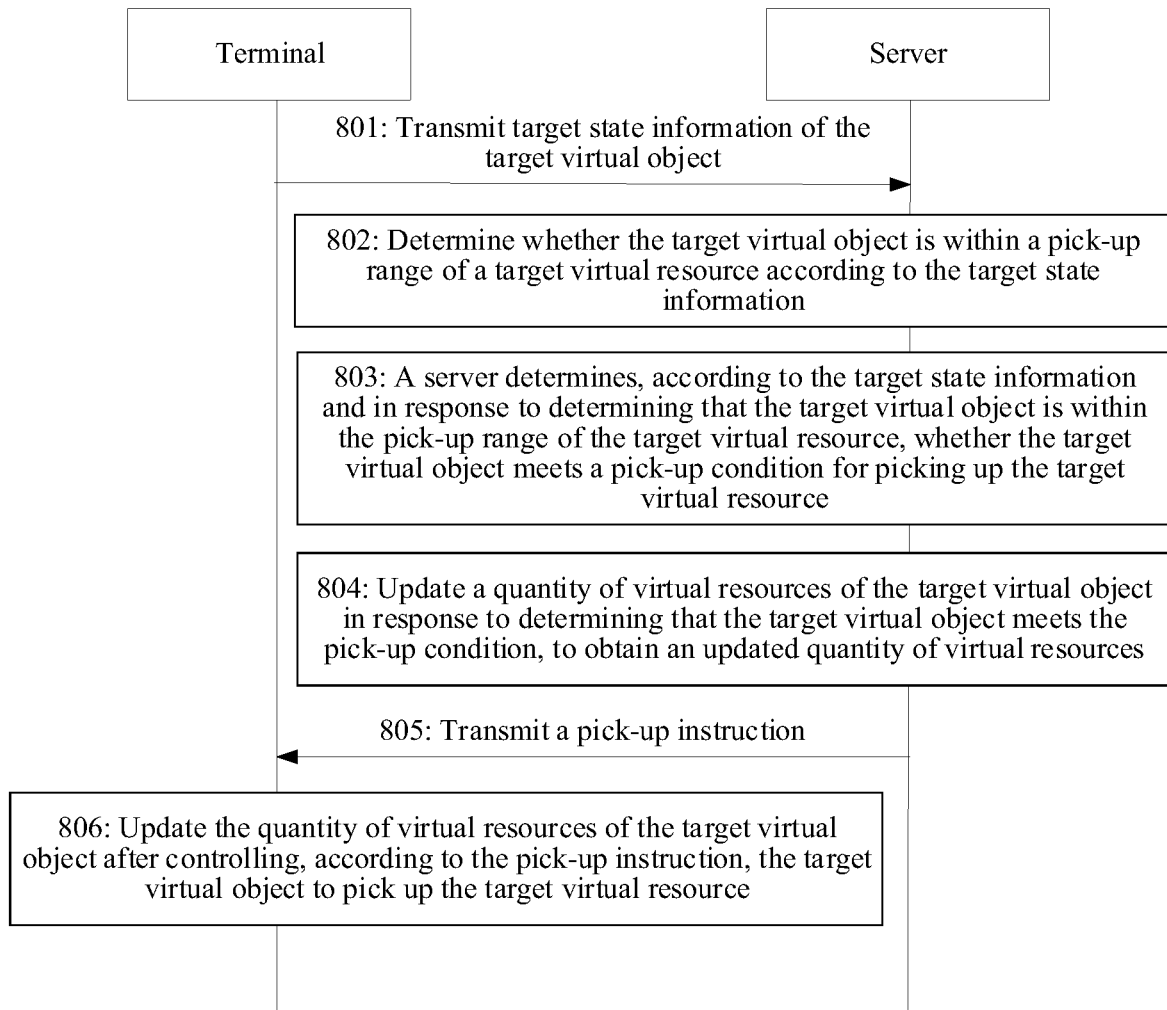 Terminal
Server
801: Transmit target state information of the
target virtual object
802: Determine whether the target virtual object is within a pick-up
range of a target virtual resource according to the target state
information
803: A server determines, according to the target state information
and in response to determining that the target virtual object is within
the pick-up range of the target virtual resource, whether the target
virtual object meets a pick-up condition for picking up the target
virtual resource
804: Update a quantity of virtual resources of the target virtual object
in response to determining that the target virtual object meets the
pick-up condition, to obtain an updated quantity of virtual resources
805: Transmit a pick-up instruction
806: Update the quantity of virtual resources of the target virtual
object after controlling, according to the pick-up instruction, the target
virtual object to pick up the target virtual resource